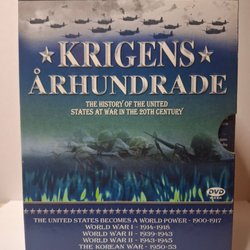 KRIGENS
ÅRHUNDRADE
THE HISTORY OF THE UNITED
STATES AT WAR IN THE 20TH CENTURY
DVD
THE UNITED STATES BECOMES A WORLD POWER - 1900-1917
WORLD WAR I - 1914-1918
WORLD WAR II - 1939-1943
WORLD WAR II - 1943-1945
THE KOREAN WAR - 1950-53